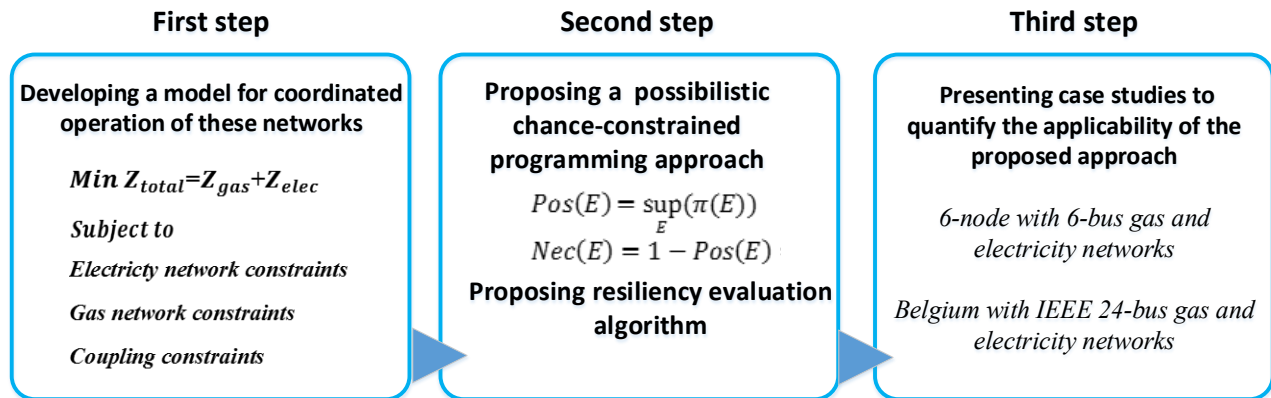 First step
Developing a model for coordinated
operation of these networks
Min Z_total=Z_gas+Z_elec
Subject to
Electricty network constraints
Gas network constraints
Coupling constraints
Second step
Proposing a possibilistic
chance-constrained
programming approach
Pos(E) = sup_E(π(E))
Nec(E) = 1 − Pos(E)
Proposing resiliency evaluation
algorithm
Third step
Presenting case studies to
quantify the applicability of the
proposed approach
6-node with 6-bus gas and
electricity networks
Belgium with IEEE 24-bus gas and
electricity networks